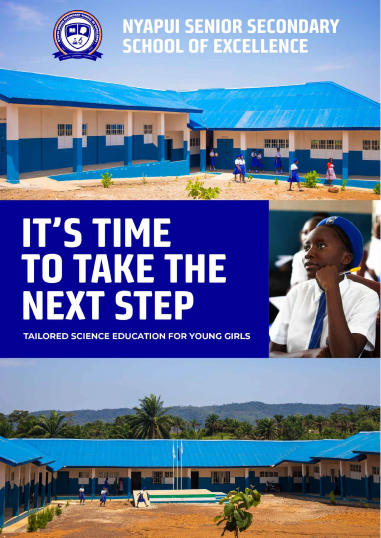 NYAPUI SENIOR SECONDARY
SCHOOL OF EXCELLENCE
IT'S TIME
TO TAKE THE
NEXT STEP
TAILORED SCIENCE EDUCATION FOR YOUNG GIRLS